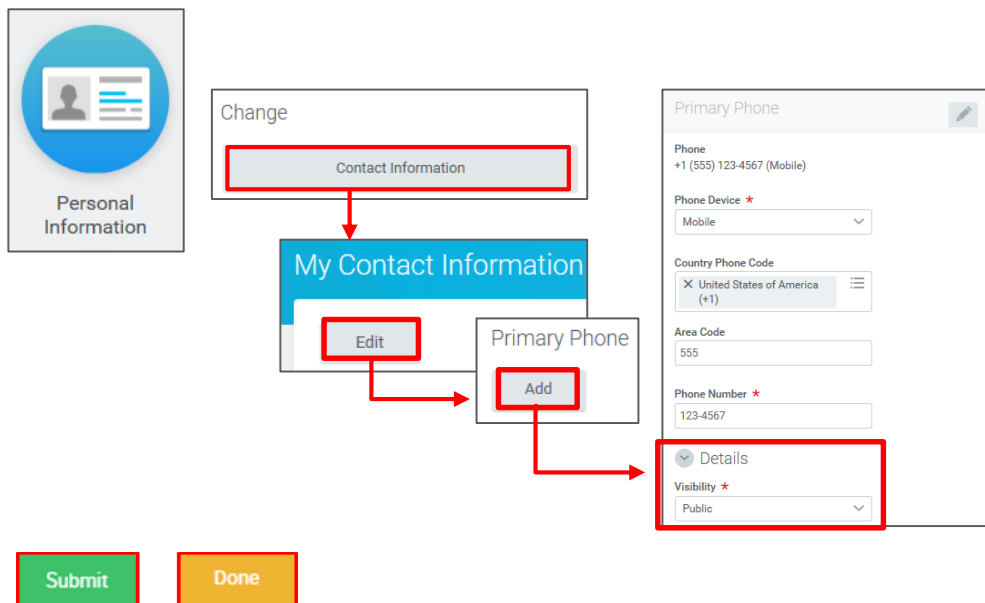 Personal
Information
Change
Contact Information
My Contact Information
Edit
Primary Phone
Add
Primary Phone
Phone
+1 (555) 123-4567 (Mobile)
Phone Device *
Mobile
Country Phone Code
× United States of America
(+1)
Area Code
555
Phone Number *
123-4567
Details
Visibility *
Public
Submit
Done